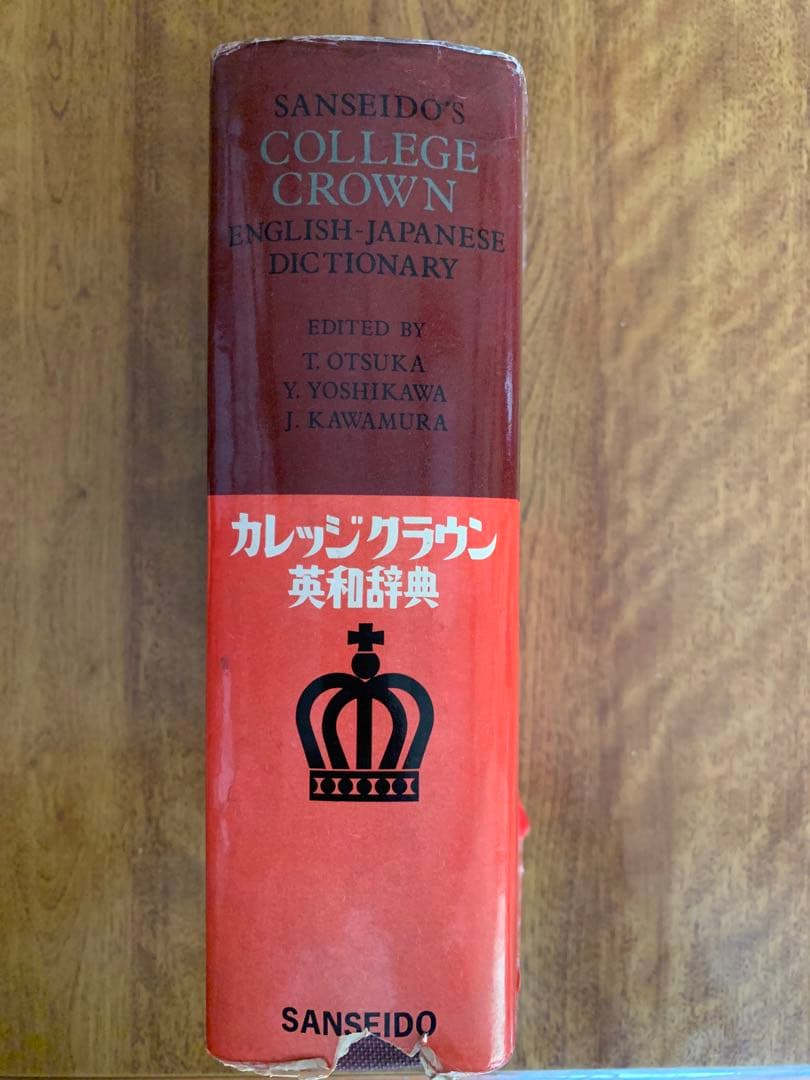 SANSEIDO'S
COLLEGE
CROWN
ENGLISH-JAPANESE
DICTIONARY
EDITED BY
T. OTSUKA
Y. YOSHIKAWA
J. KAWAMURA
カレッジクラウン
英和辞典
SANSEIDO